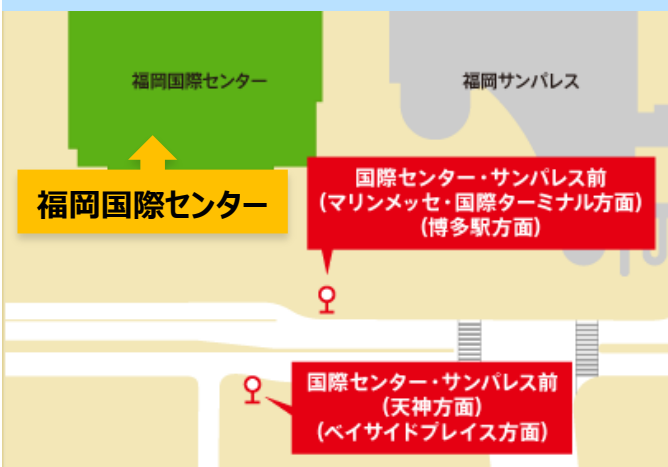 福岡国際センター
福岡サンパレス
福岡国際センター
国際センター・サンパレス前
(マリンメッセ・国際ターミナル方面)
(博多駅方面)
国際センター・サンパレス前
(天神方面)
(ベイサイドプレイス方面)